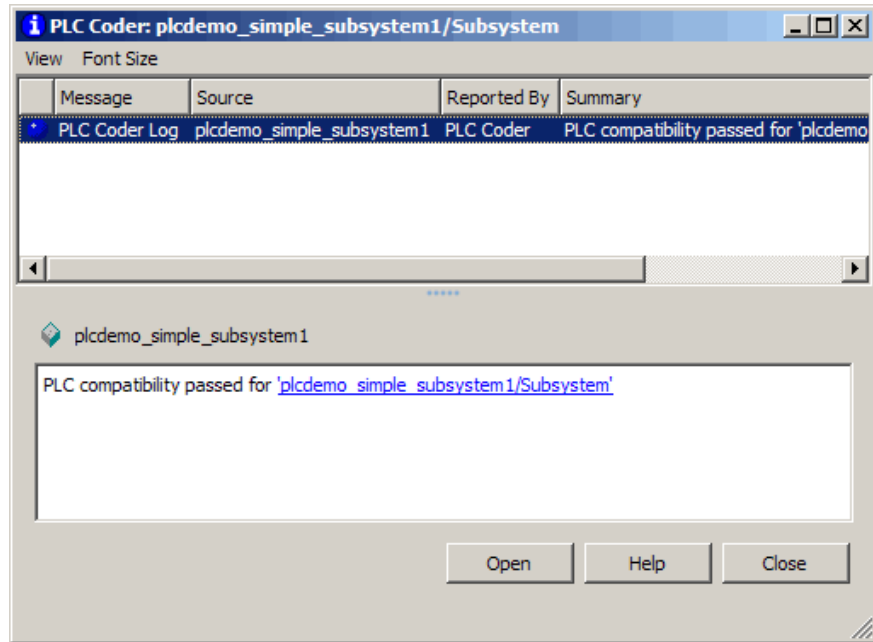 PLC Coder: plcdemo_simple_subsystem1/Subsystem
View Font Size
Message Source Reported By Summary
PLC Coder Log plcdemo_simple_subsystem1 PLC Coder PLC compatibility passed for 'plcdemo
plcdemo_simple_subsystem1
PLC compatibility passed for 'plcdemo_simple_subsystem1/Subsystem'
Open Help Close